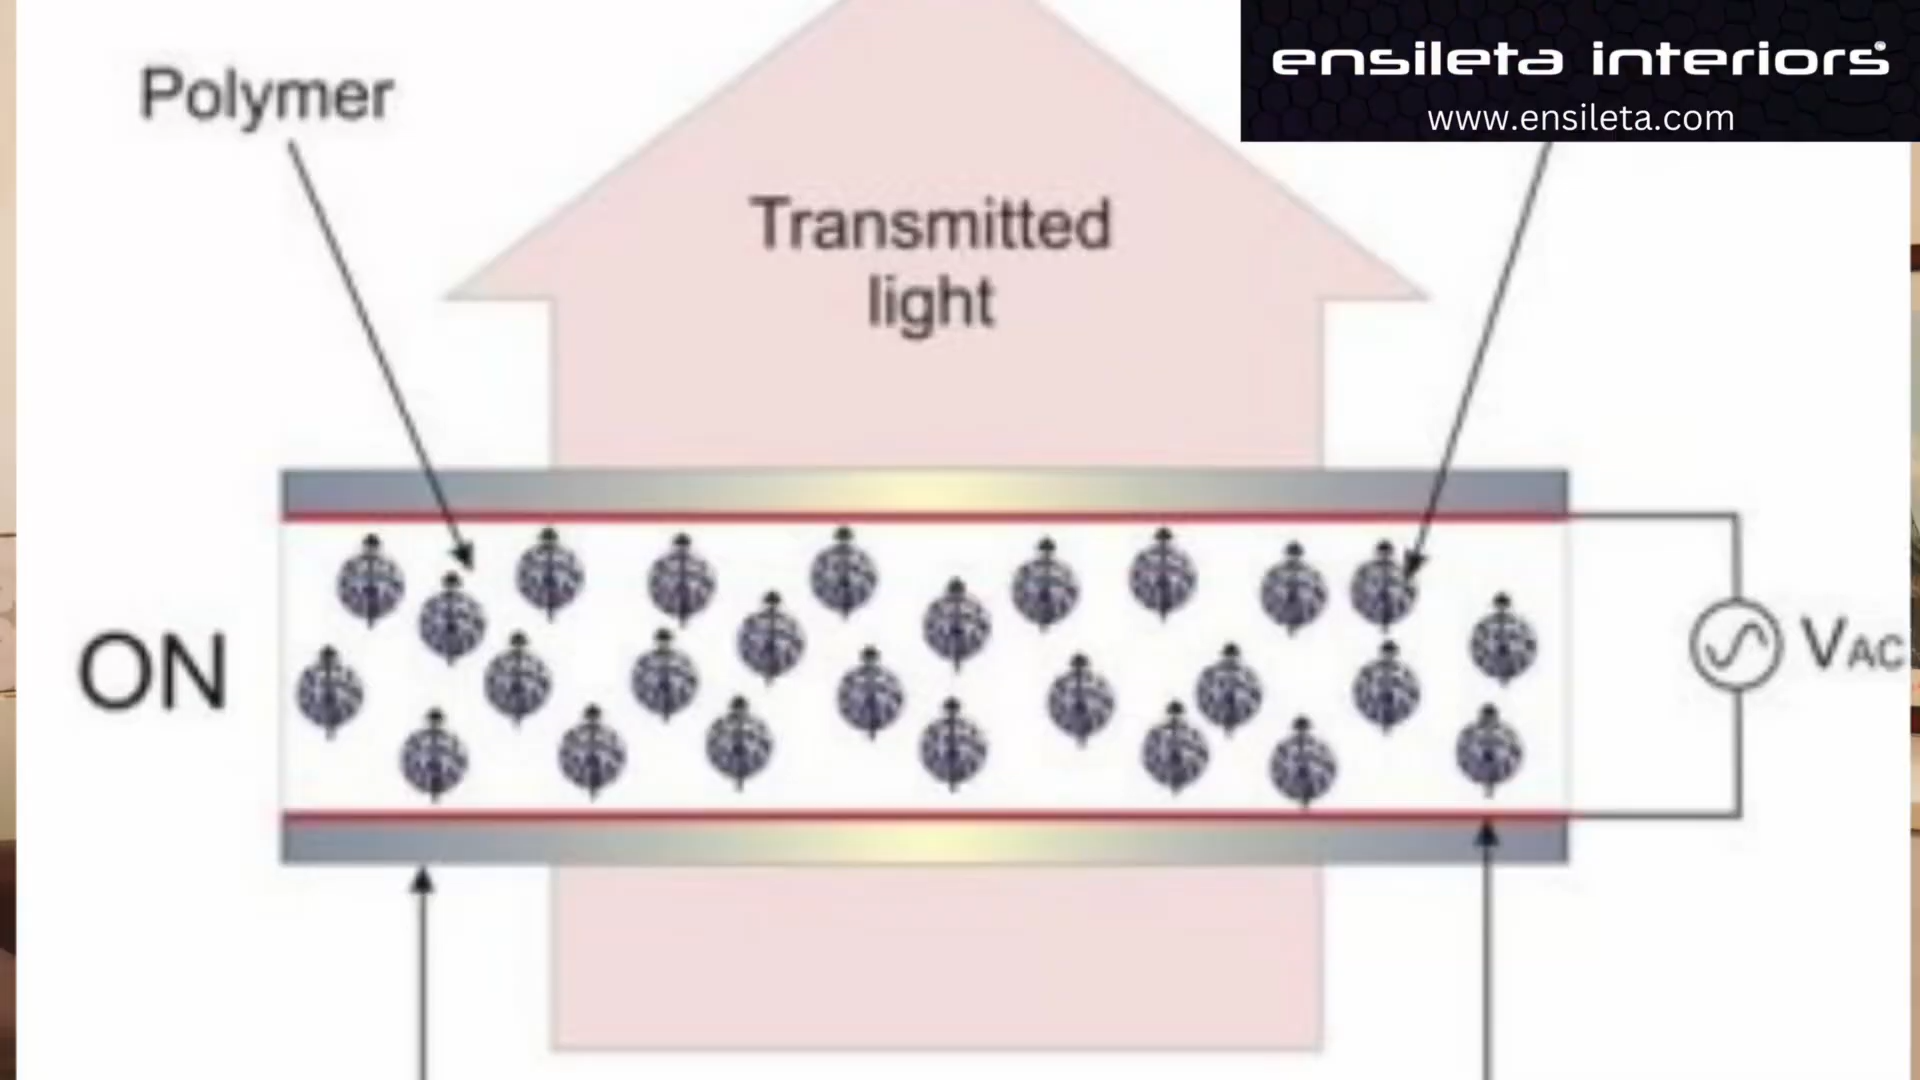 Polymer
ensileta interiors®
www.ensileta.com
Transmitted
light
ON
VAC